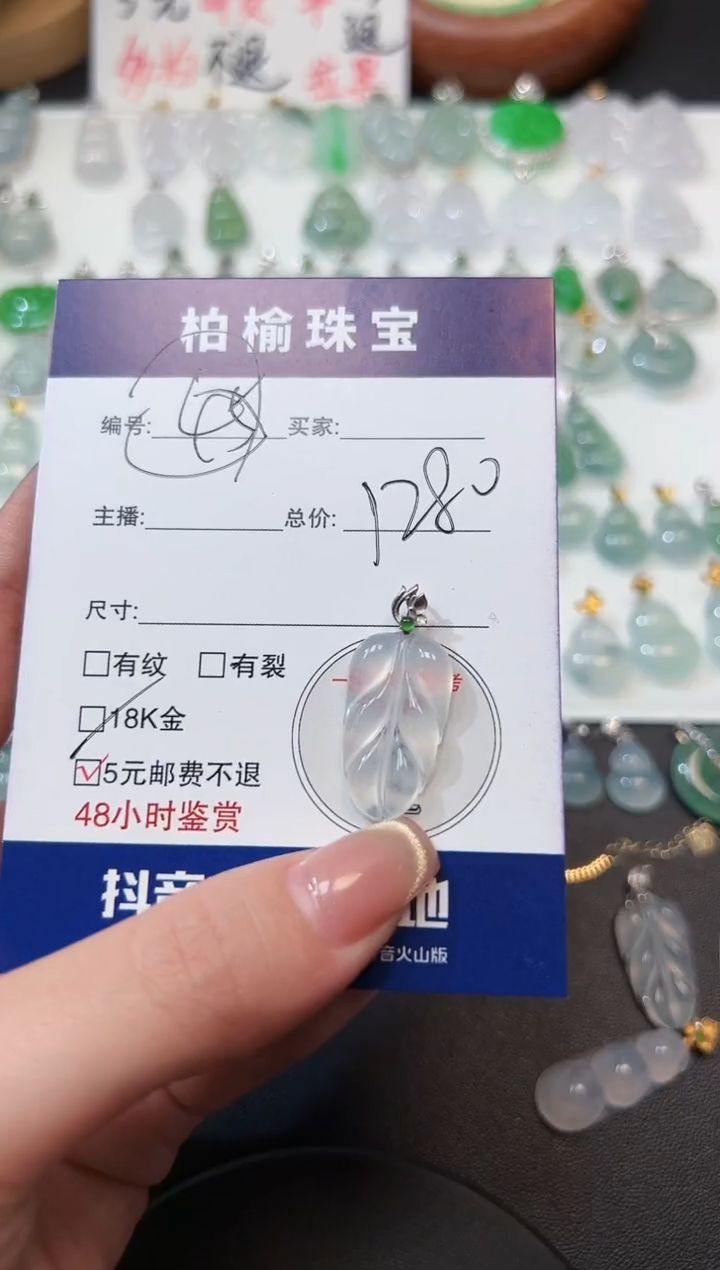 不退
柏榆珠宝
编号: 买家:
主播: 总价: 1280
尺寸:
有纹 有裂
18K金
5元邮费不退
48小时鉴赏
抖音
音火山版